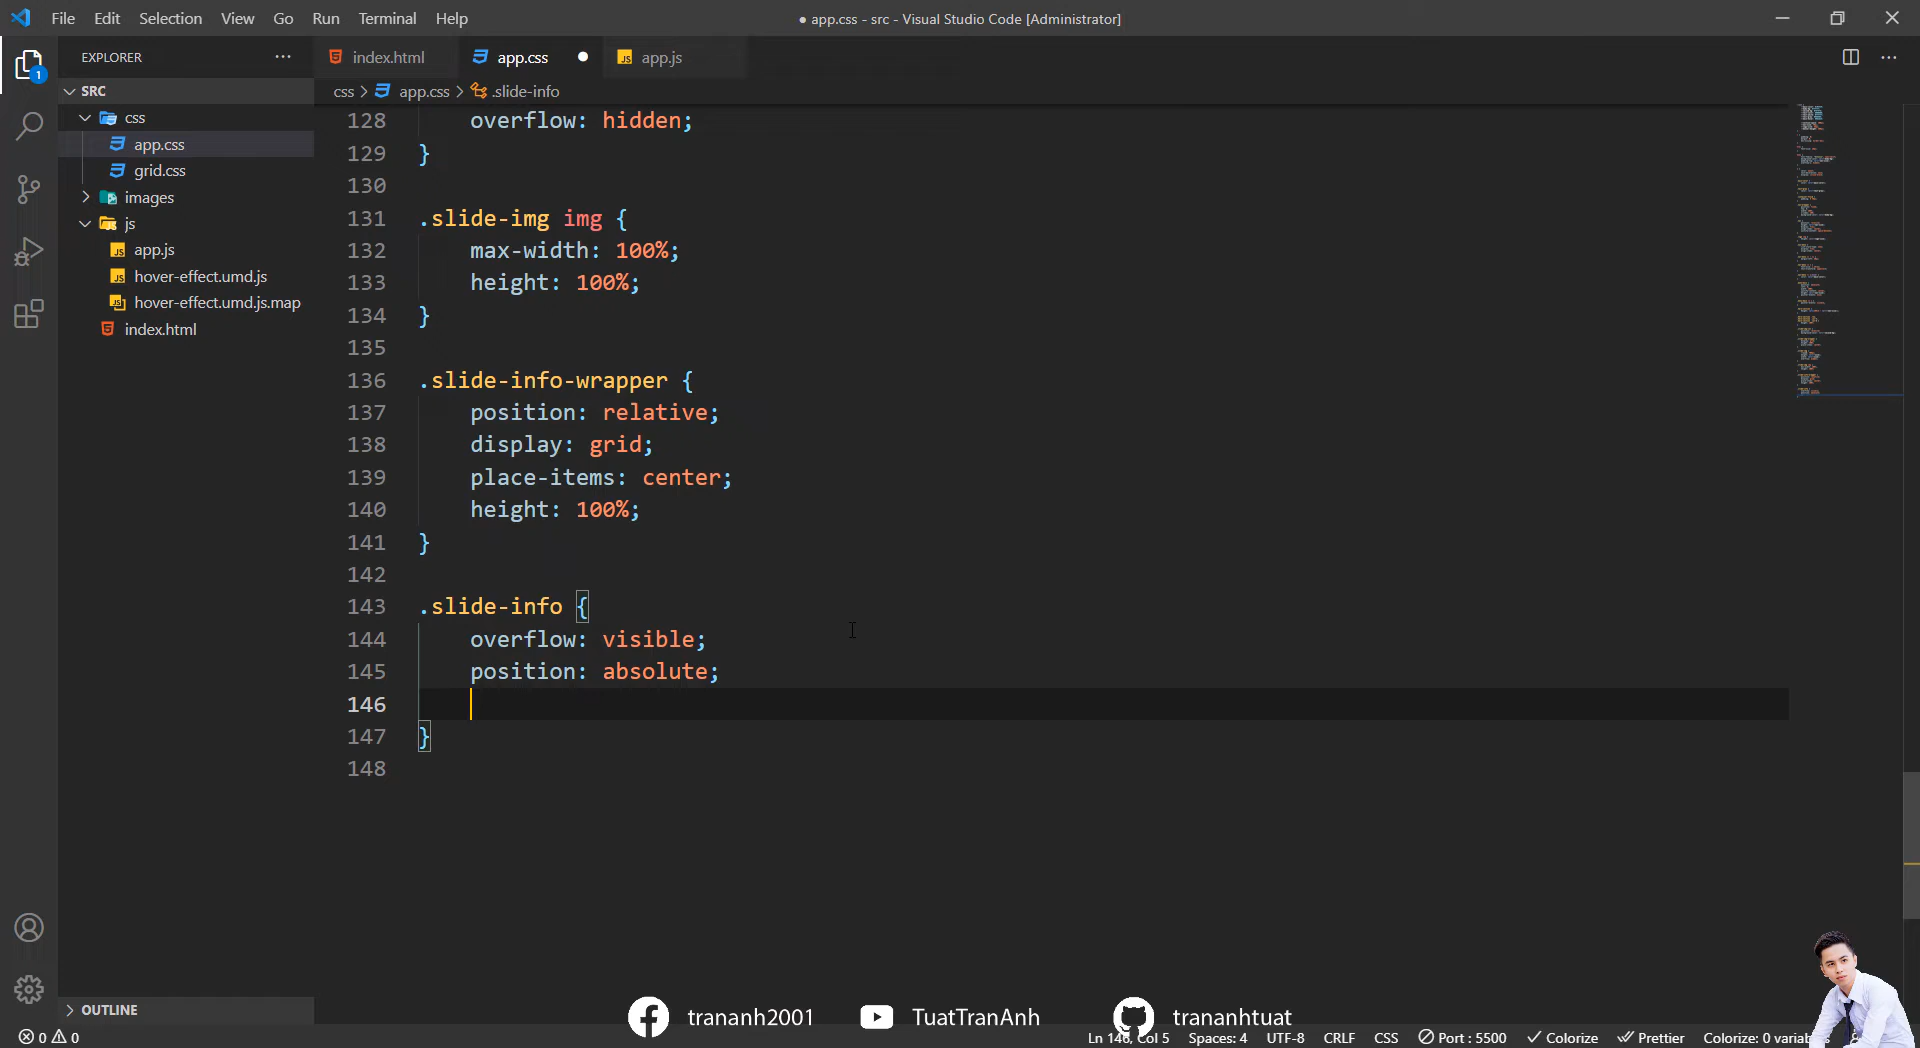 File Edit Selection View Go Run Terminal Help
● app.css - src - Visual Studio Code [Administrator]
EXPLORER
index.html
app.css
app.js
SRC
css > app.css > .slide-info
css
app.css
grid.css
images
js
app.js
hover-effect.umd.js
hover-effect.umd.js.map
index.html
128 overflow: hidden;
129 }
130
131 .slide-img img {
132 max-width: 100%;
133 height: 100%;
134 }
135
136 .slide-info-wrapper {
137 position: relative;
138 display: grid;
139 place-items: center;
140 height: 100%;
141 }
142
143 .slide-info {
144 overflow: visible;
145 position: absolute;
146
147 }
148
1
OUTLINE
trananh2001
TuatTranAnh
trananhtuat
0 0
Ln 146, Col 5 Spaces: 4 UTF-8 CRLF CSS Port : 5500 Colorize Prettier Colorize: 0